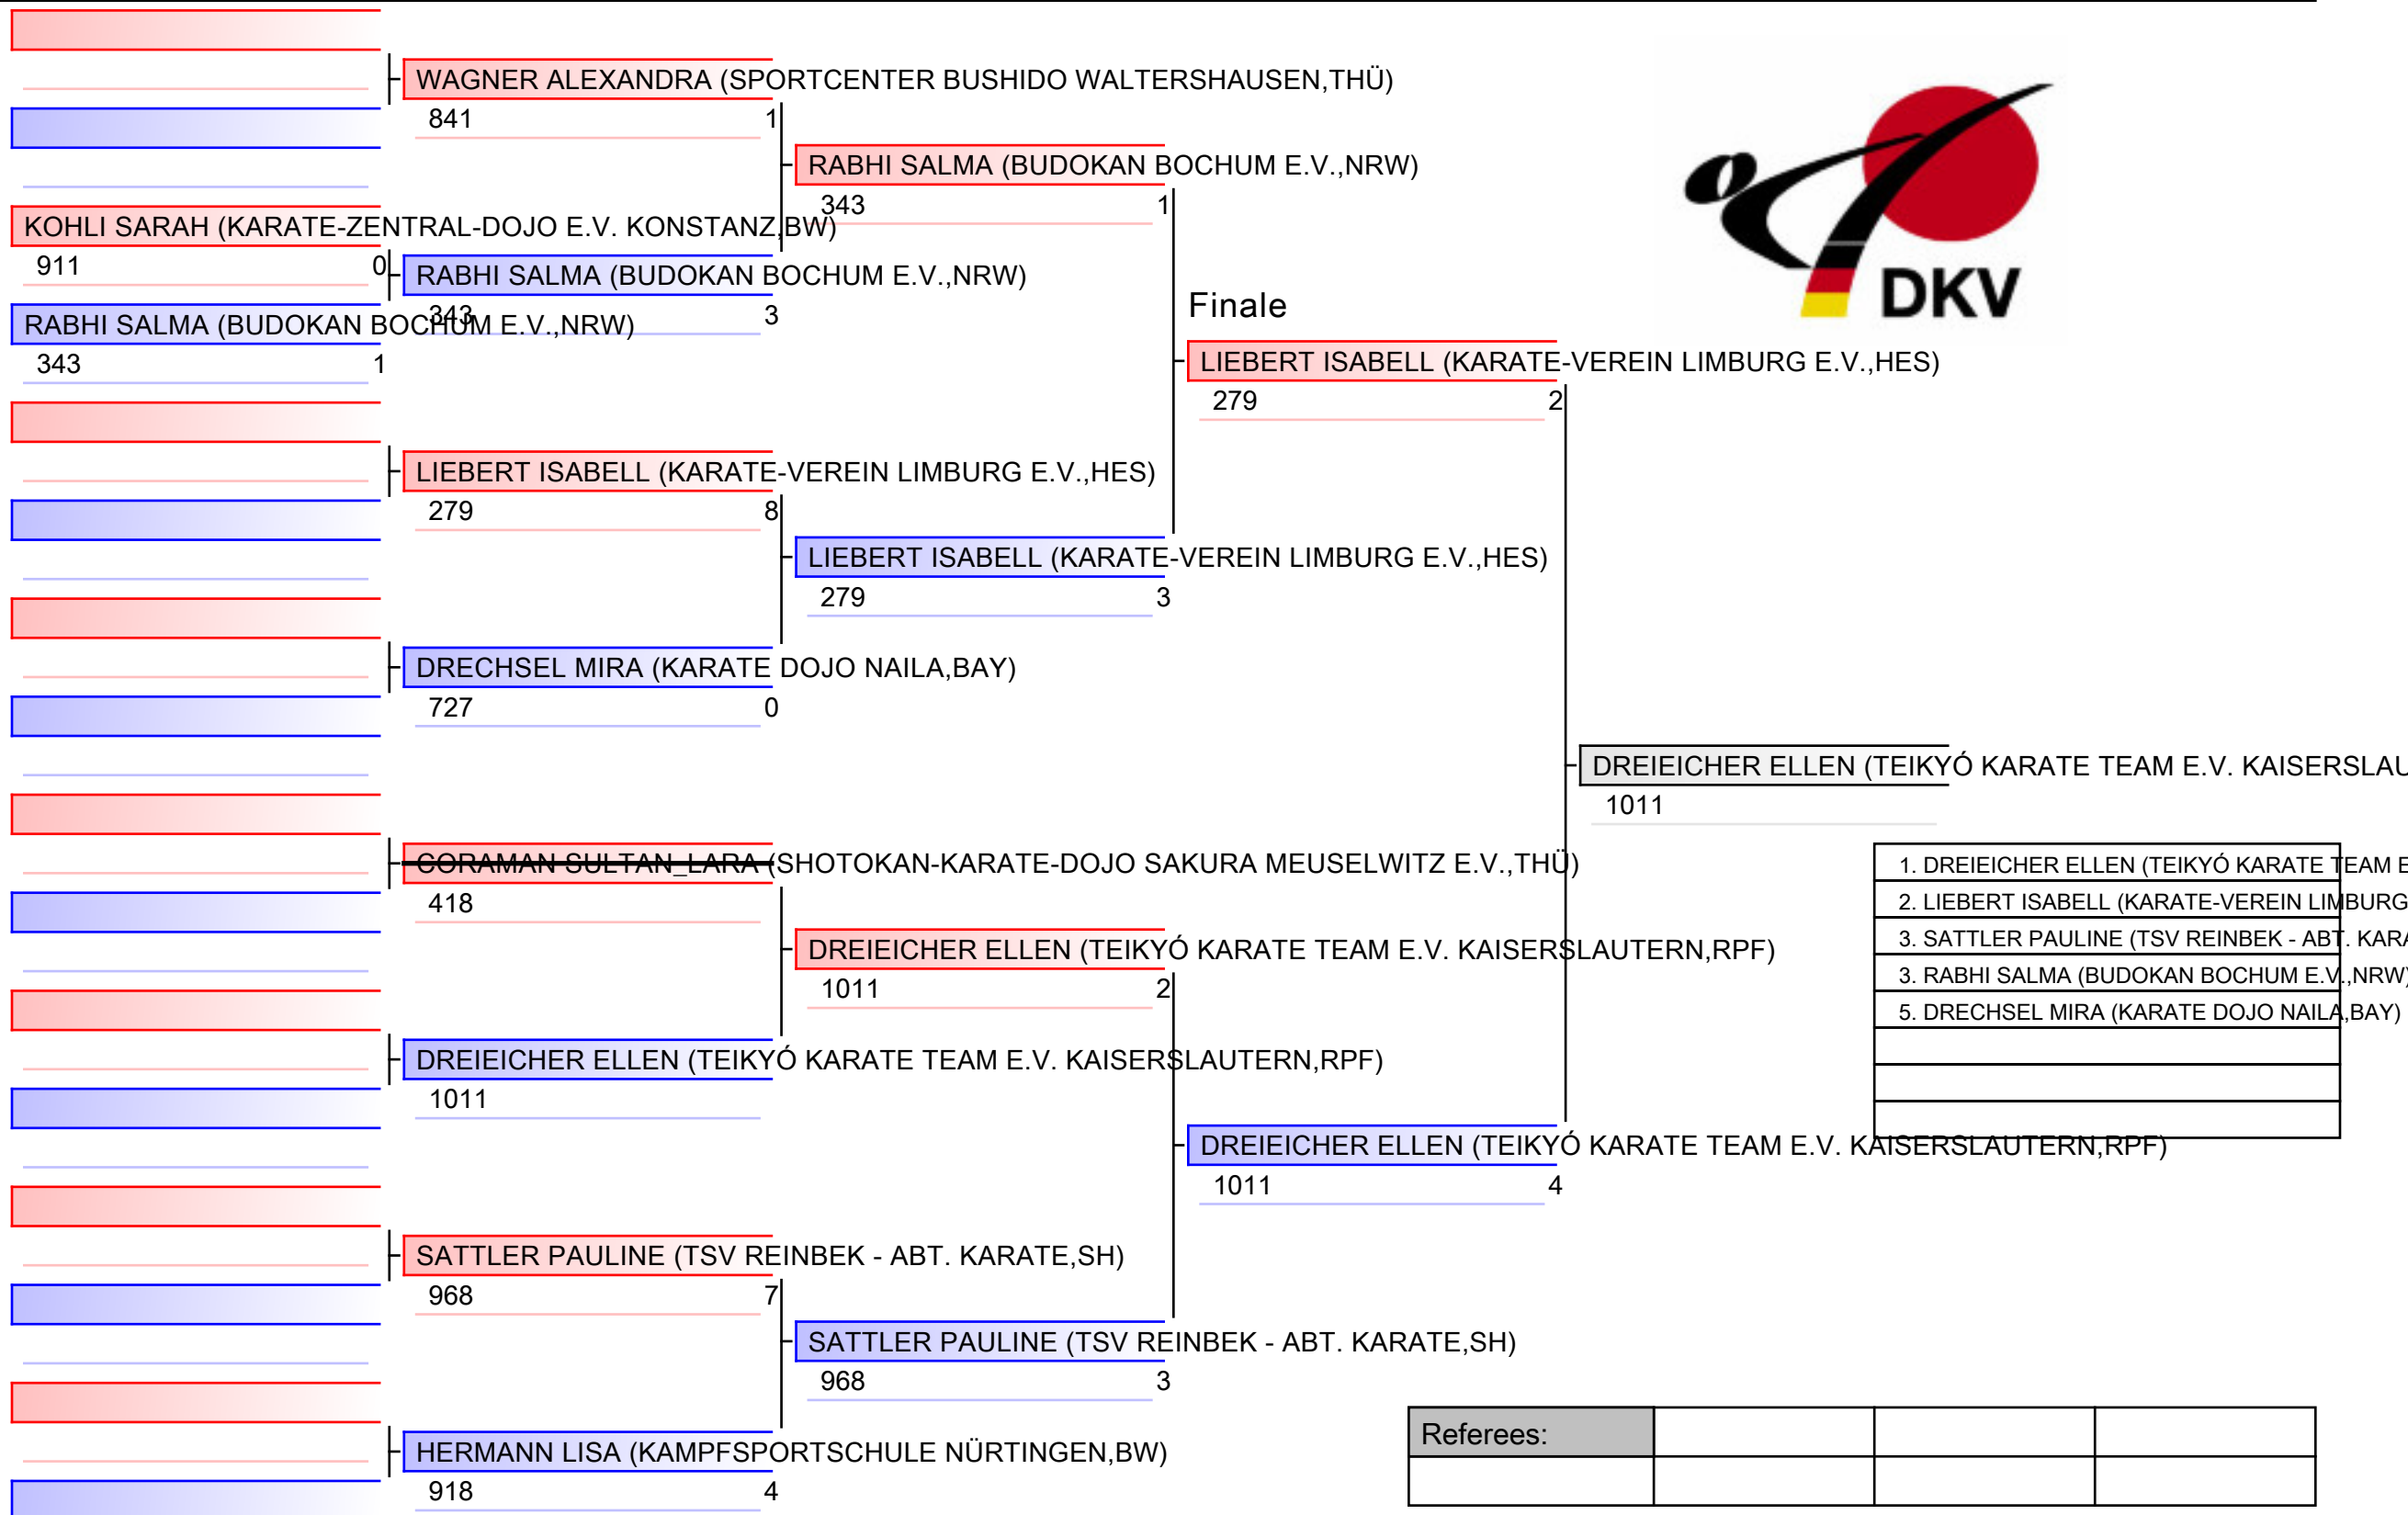 WAGNER ALEXANDRA (SPORTCENTER BUSHIDO WALTERSHAUSEN,THÜ)
841 1
RABHI SALMA (BUDOKAN BOCHUM E.V.,NRW)
343 1
KOHLI SARAH (KARATE-ZENTRAL-DOJO E.V. KONSTANZ,BW)
911 0
RABHI SALMA (BUDOKAN BOCHUM E.V.,NRW)
343 3
RABHI SALMA (BUDOKAN BOCHUM E.V.,NRW)
343 1
DKV
Finale
LIEBERT ISABELL (KARATE-VEREIN LIMBURG E.V.,HES)
279 2
LIEBERT ISABELL (KARATE-VEREIN LIMBURG E.V.,HES)
279 8
LIEBERT ISABELL (KARATE-VEREIN LIMBURG E.V.,HES)
279 3
DRECHSEL MIRA (KARATE DOJO NAILA,BAY)
727 0
DREIEICHER ELLEN (TEIKYÓ KARATE TEAM E.V. KAISERSLAU
1011
CORAMAN SULTAN_LARA (SHOTOKAN-KARATE-DOJO SAKURA MEUSELWITZ E.V.,THÜ)
418
1. DREIEICHER ELLEN (TEIKYÓ KARATE TEAM E
2. LIEBERT ISABELL (KARATE-VEREIN LIMBURG
3. SATTLER PAULINE (TSV REINBEK - ABT. KARA
3. RABHI SALMA (BUDOKAN BOCHUM E.V.,NRW)
5. DRECHSEL MIRA (KARATE DOJO NAILA,BAY)
DREIEICHER ELLEN (TEIKYÓ KARATE TEAM E.V. KAISERSLAUTERN,RPF)
1011 2
DREIEICHER ELLEN (TEIKYÓ KARATE TEAM E.V. KAISERSLAUTERN,RPF)
1011
DREIEICHER ELLEN (TEIKYÓ KARATE TEAM E.V. KAISERSLAUTERN,RPF)
1011 4
SATTLER PAULINE (TSV REINBEK - ABT. KARATE,SH)
968 7
SATTLER PAULINE (TSV REINBEK - ABT. KARATE,SH)
968 3
HERMANN LISA (KAMPFSPORTSCHULE NÜRTINGEN,BW)
918 4
Referees: